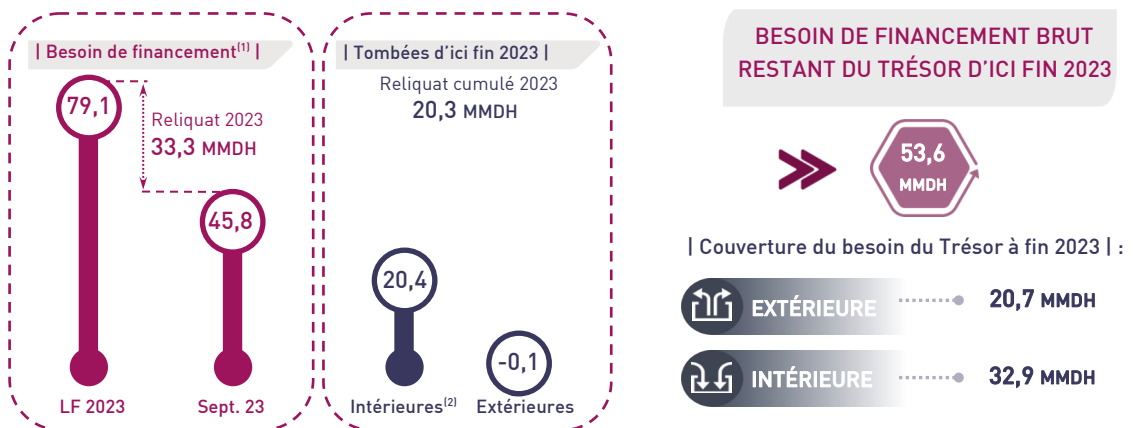 | Besoin de financement(1) |
79,1
Reliquat 2023
33,3 MMDH
45,8
LF 2023
Sept. 23
| Tombées d’ici fin 2023 |
Reliquat cumulé 2023
20,3 MMDH
20,4
-0,1
Intérieures(2)
Extérieures
BESOIN DE FINANCEMENT BRUT
RESTANT DU TRÉSOR D’ICI FIN 2023
53,6
MMDH
| Couverture du besoin du Trésor à fin 2023 | :
EXTÉRIEURE
20,7 MMDH
INTÉRIEURE
32,9 MMDH